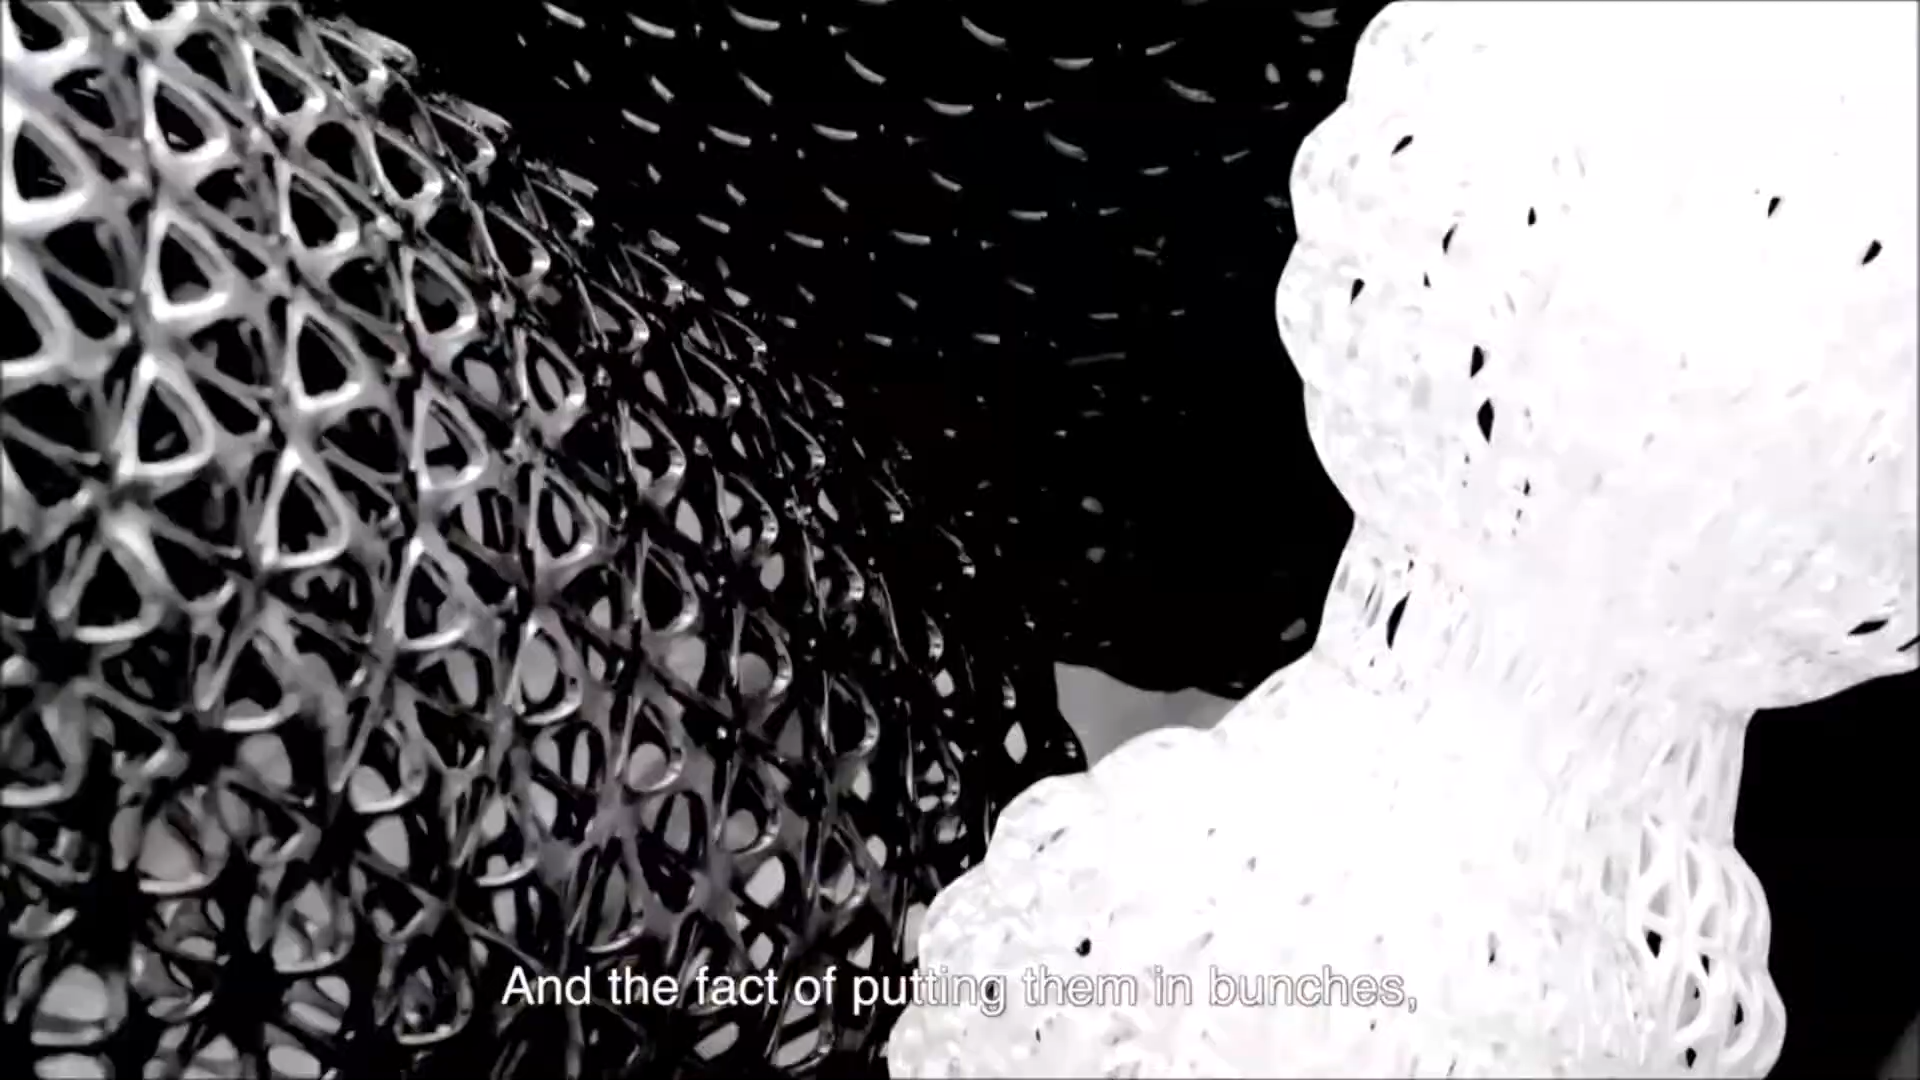 And the fact of putting them in bunches,